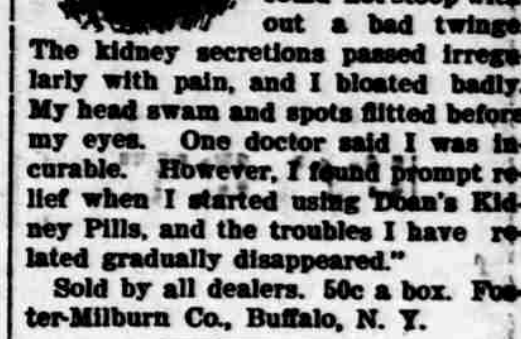 out a bad twinge
The kidney secretions passed irregu-
larly with pain, and I bloated badly.
My head swam and spots flitted before
my eyes. One doctor said I was in-
curable. However, I found prompt re-
lief when I started using Doan's Kid-
ney Pills, and the troubles I have re-
lated gradually disappeared."
Sold by all dealers. 50c a box. Fos-
ter-Milburn Co., Buffalo, N. Y.